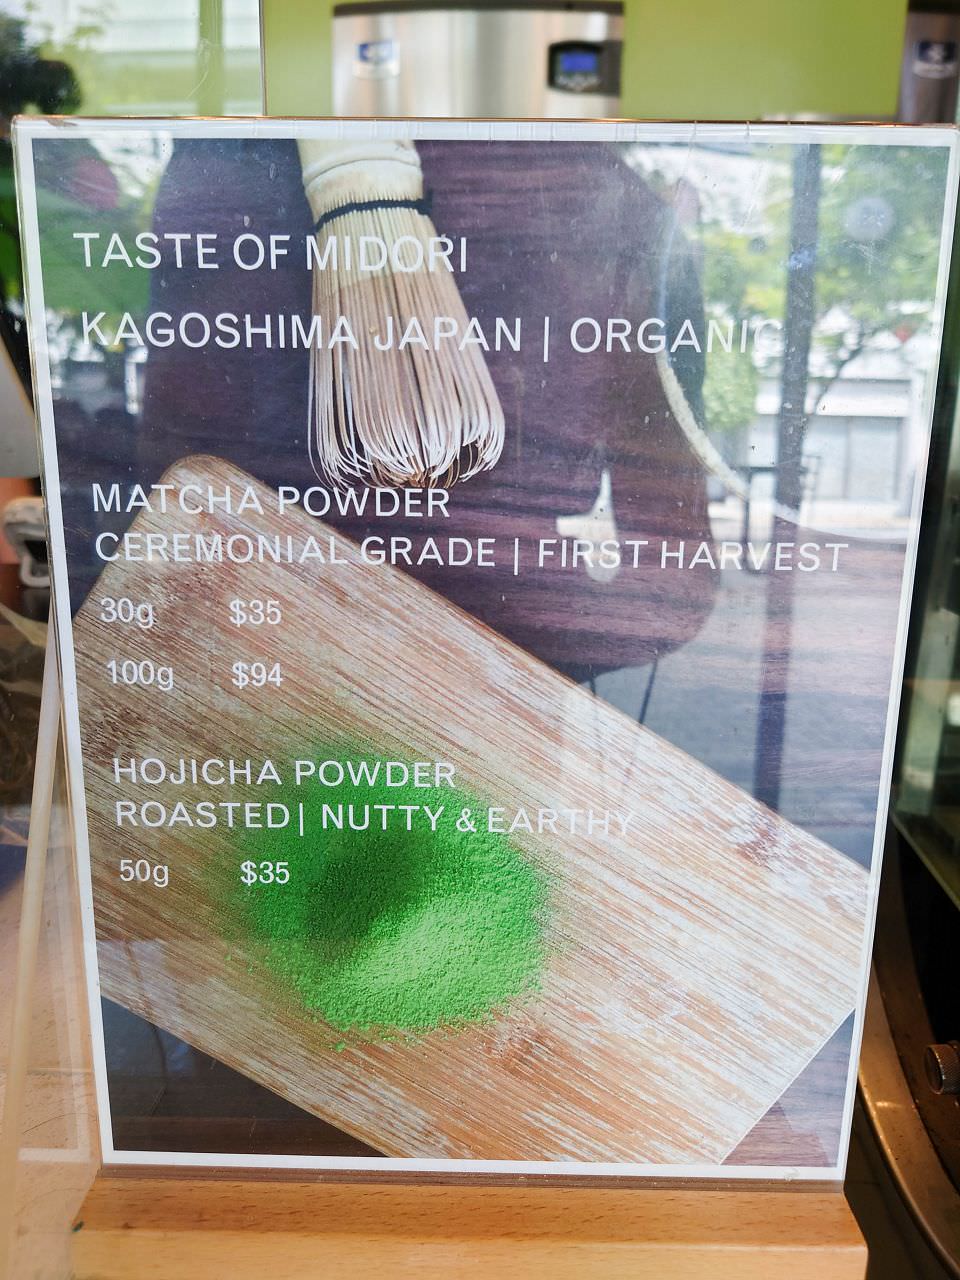 TASTE OF MIDORI
KAGOSHIMA JAPAN | ORGANIC
MATCHA POWDER
CEREMONIAL GRADE | FIRST HARVEST
30g $35
100g $94
HOJICHA POWDER
ROASTED| NUTTY & EARTHY
50g $35